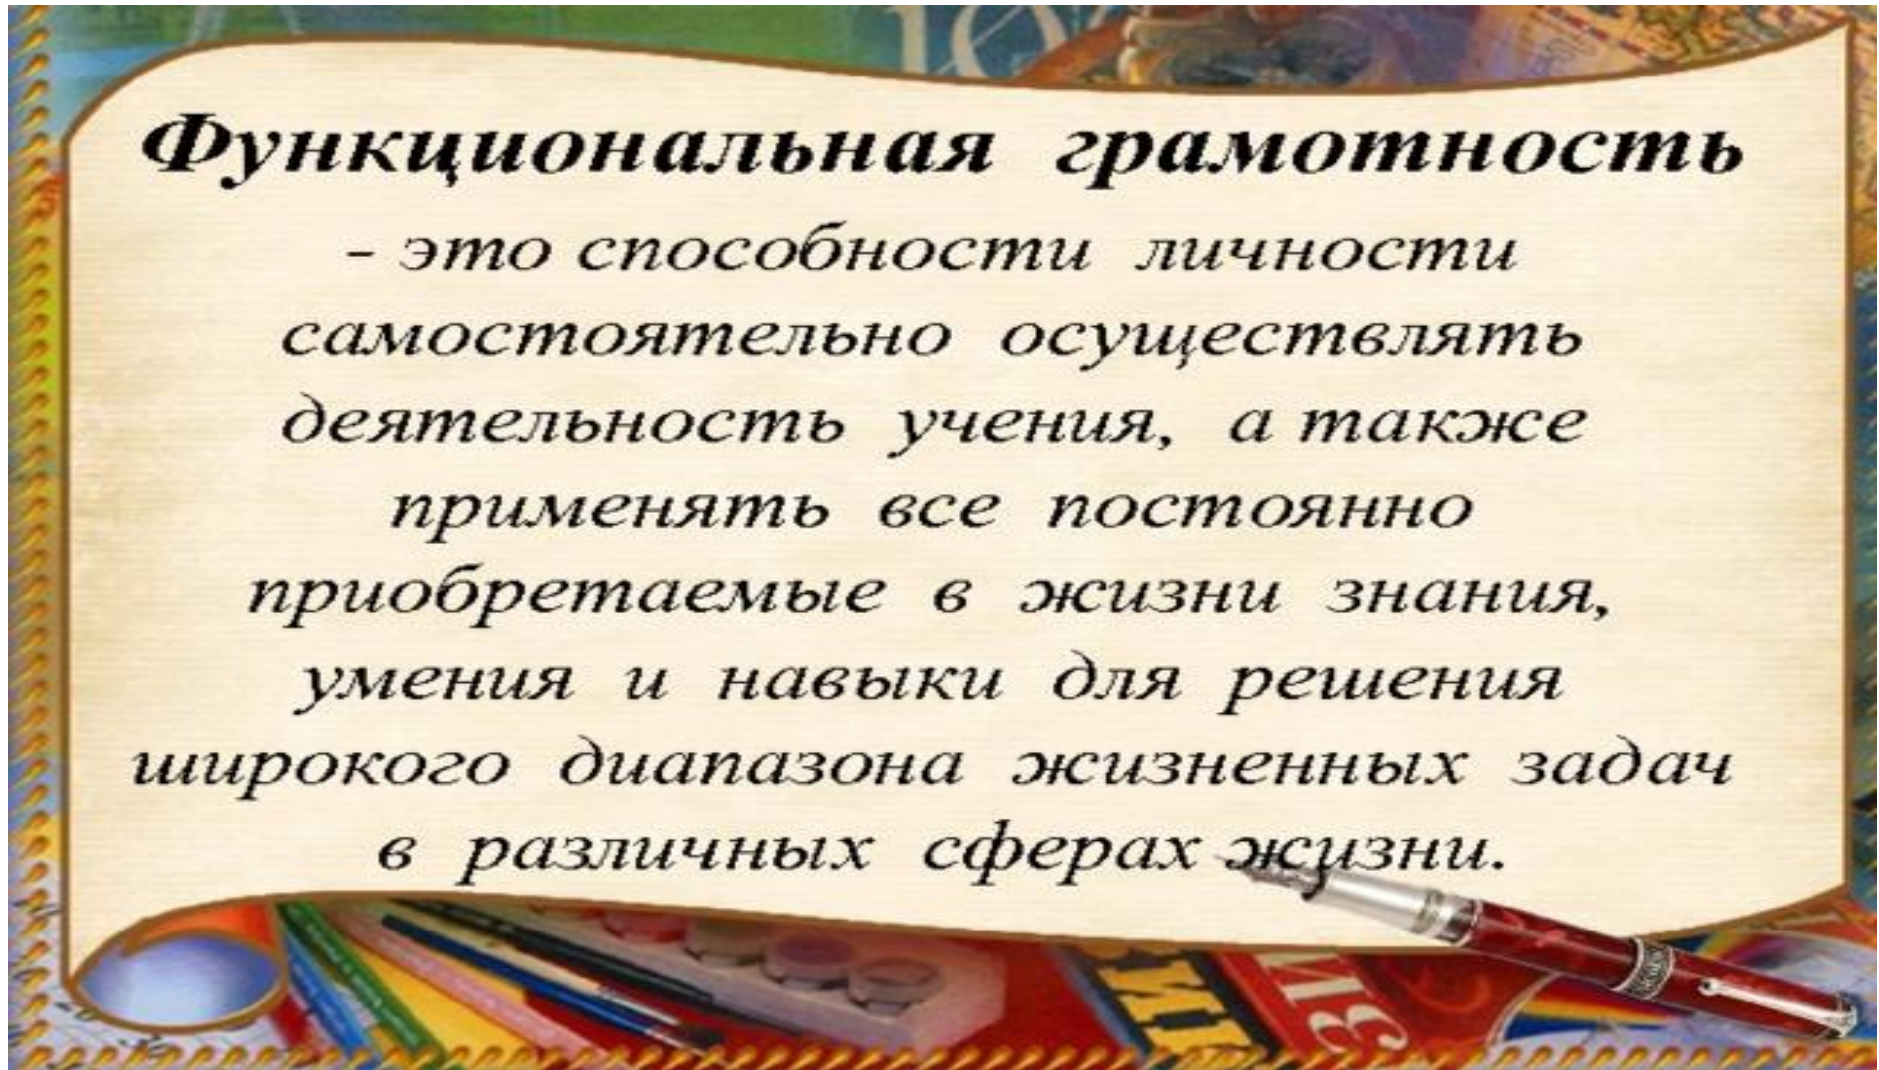 Функциональная грамотность
- это способности личности
самостоятельно осуществлять
деятельность учения, а также
применять все постоянно
приобретаемые в жизни знания,
умения и навыки для решения
широкого диапазона жизненных задач
в различных сферах жизни.